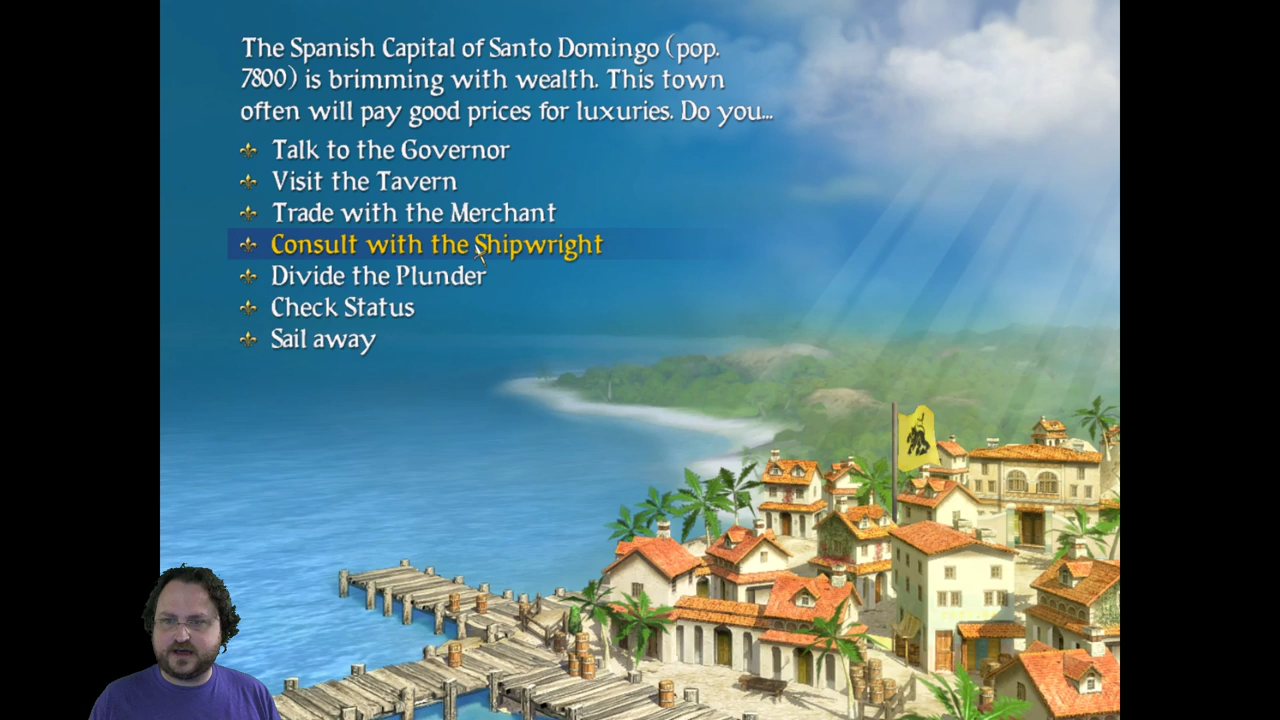 The Spanish Capital of Santo Domingo (pop.
7800) is brimming with wealth. This town
often will pay good prices for luxuries. Do you...
Talk to the Governor
Visit the Tavern
Trade with the Merchant
Consult with the Shipwright
Divide the Plunder
Check Status
Sail away